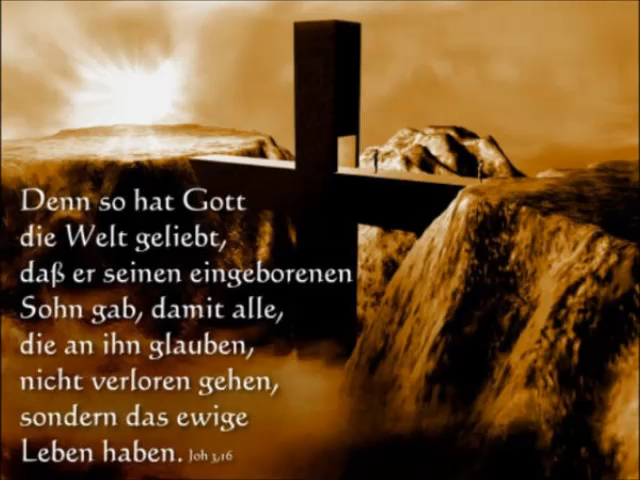 Denn so hat Gott
die Welt geliebt,
daß er seinen eingeborenen
Sohn gab, damit alle,
die an ihn glauben,
nicht verloren gehen,
sondern das ewige
Leben haben. Joh 3,16